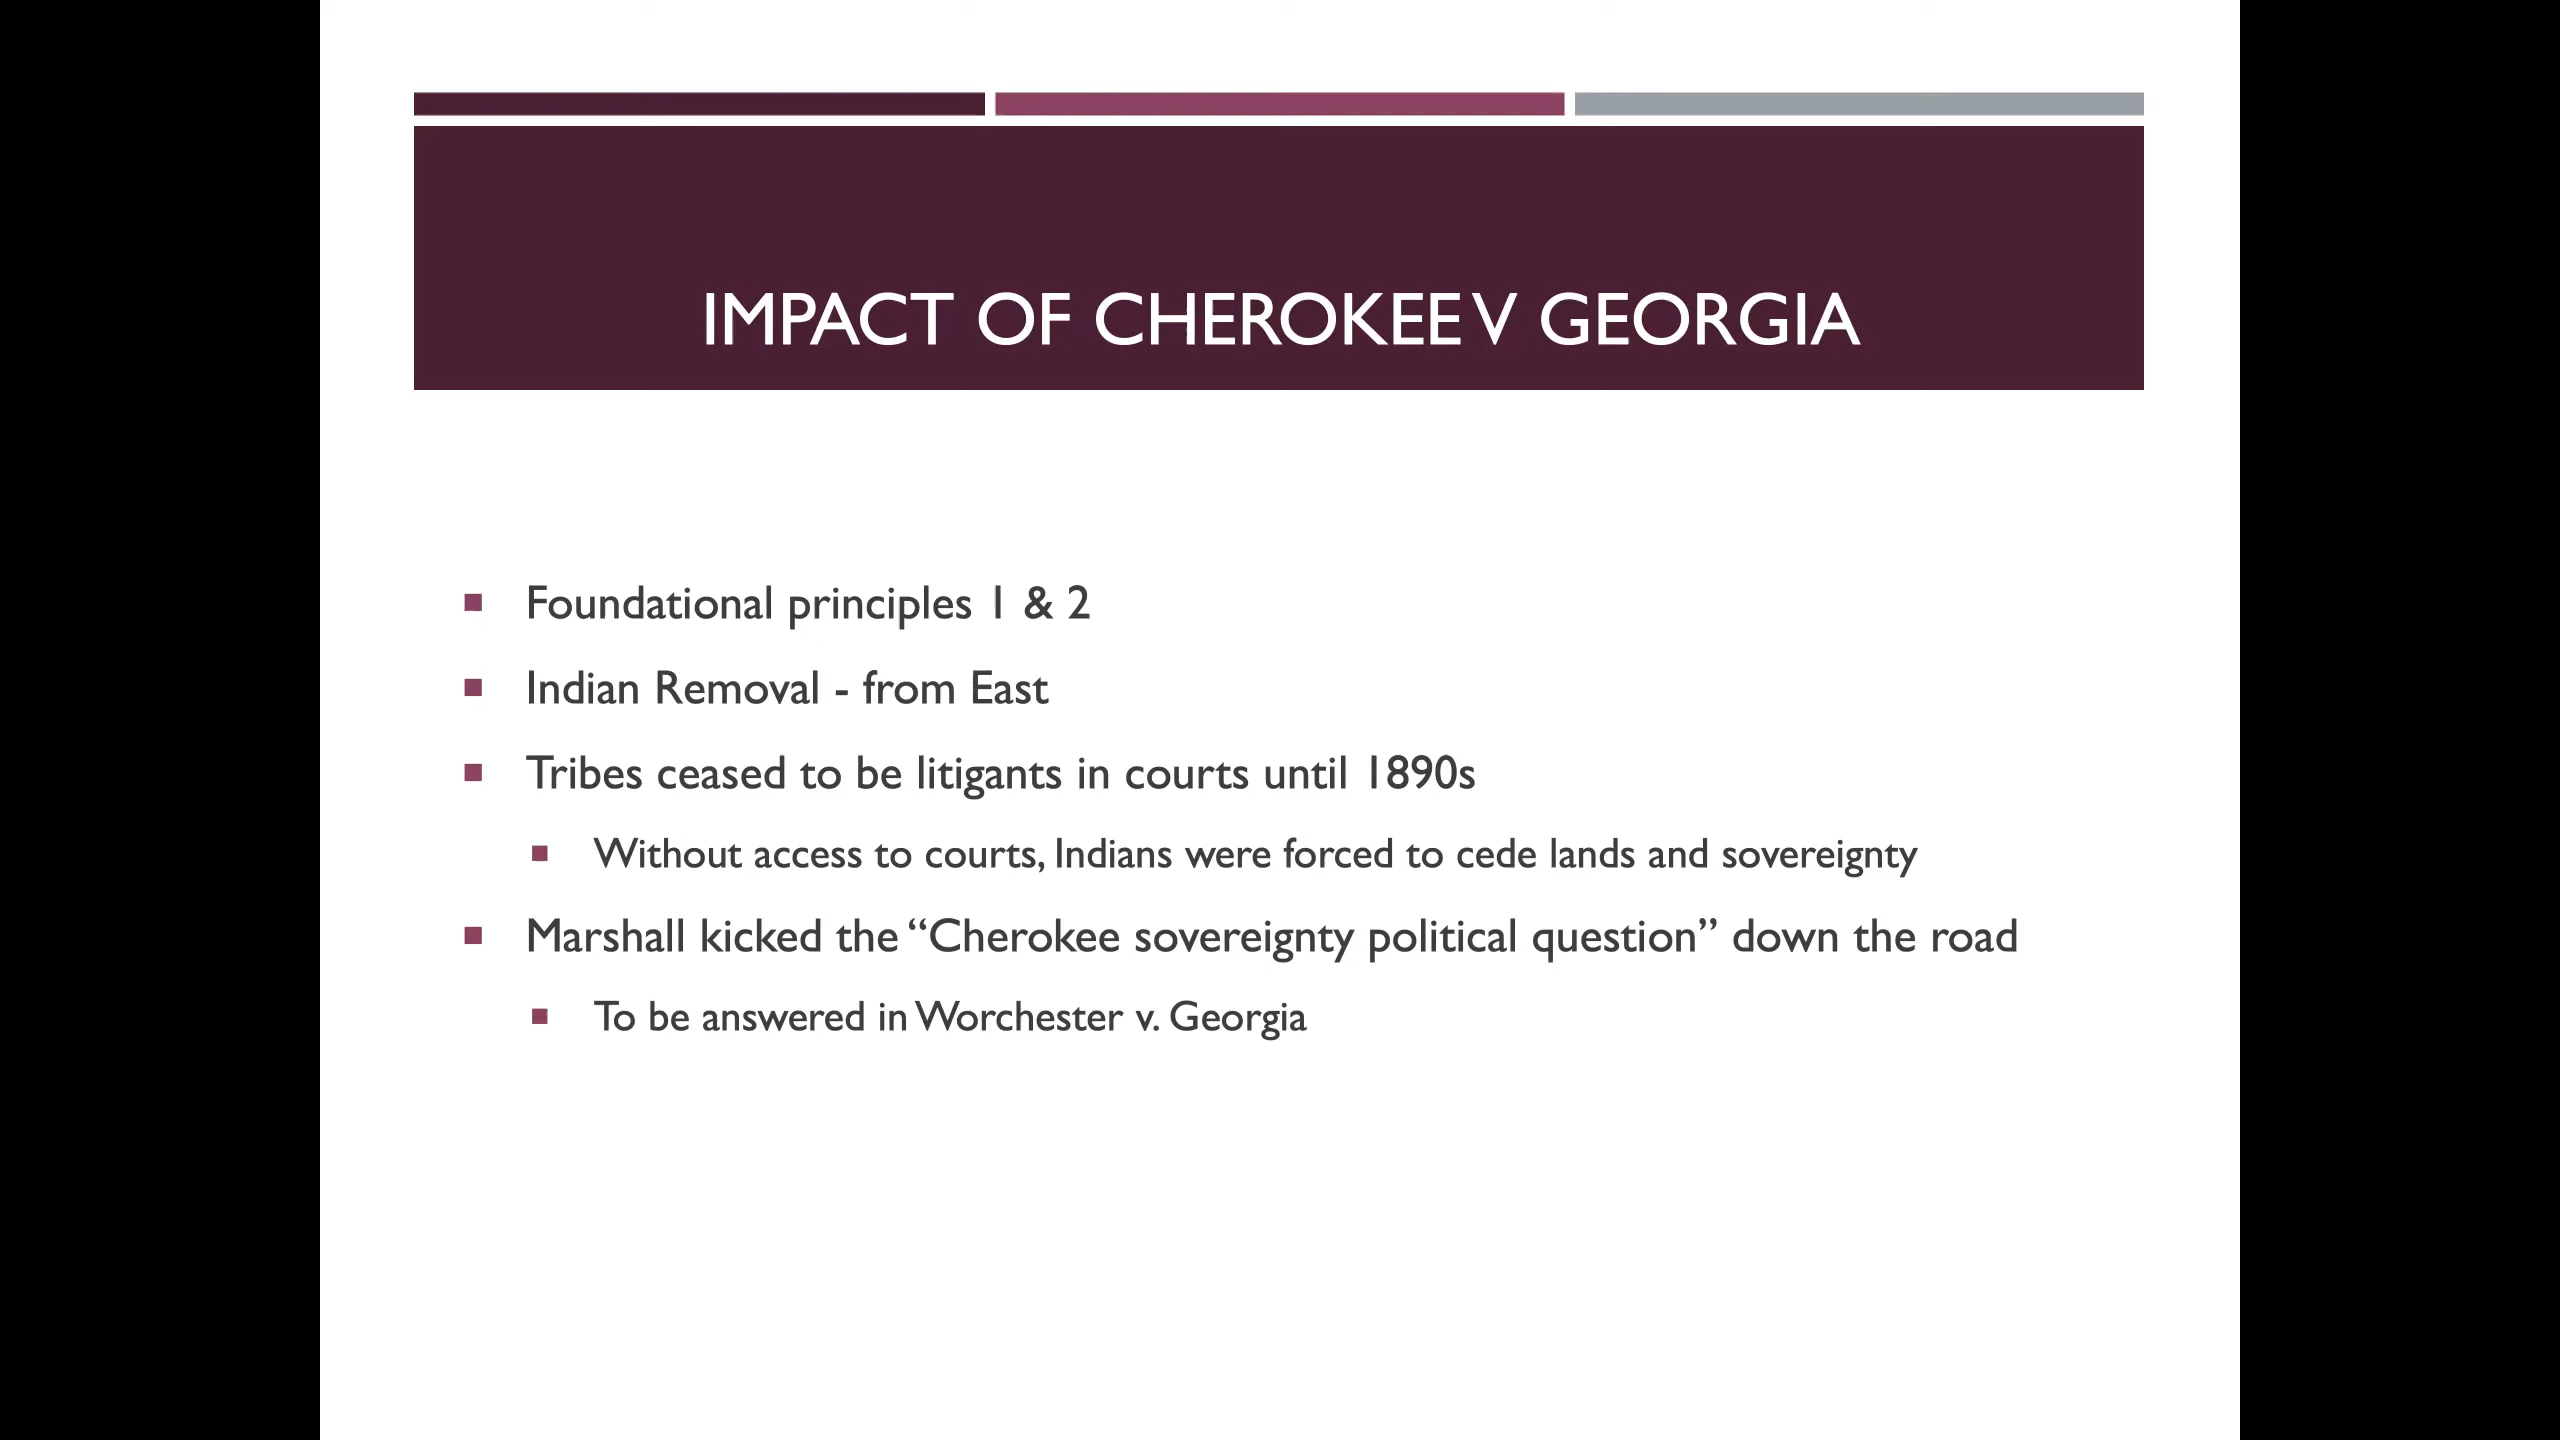 IMPACT OF CHEROKEE V GEORGIA
Foundational principles 1 & 2
Indian Removal - from East
Tribes ceased to be litigants in courts until 1890s
Without access to courts, Indians were forced to cede lands and sovereignty
Marshall kicked the “Cherokee sovereignty political question” down the road
To be answered in Worchester v. Georgia